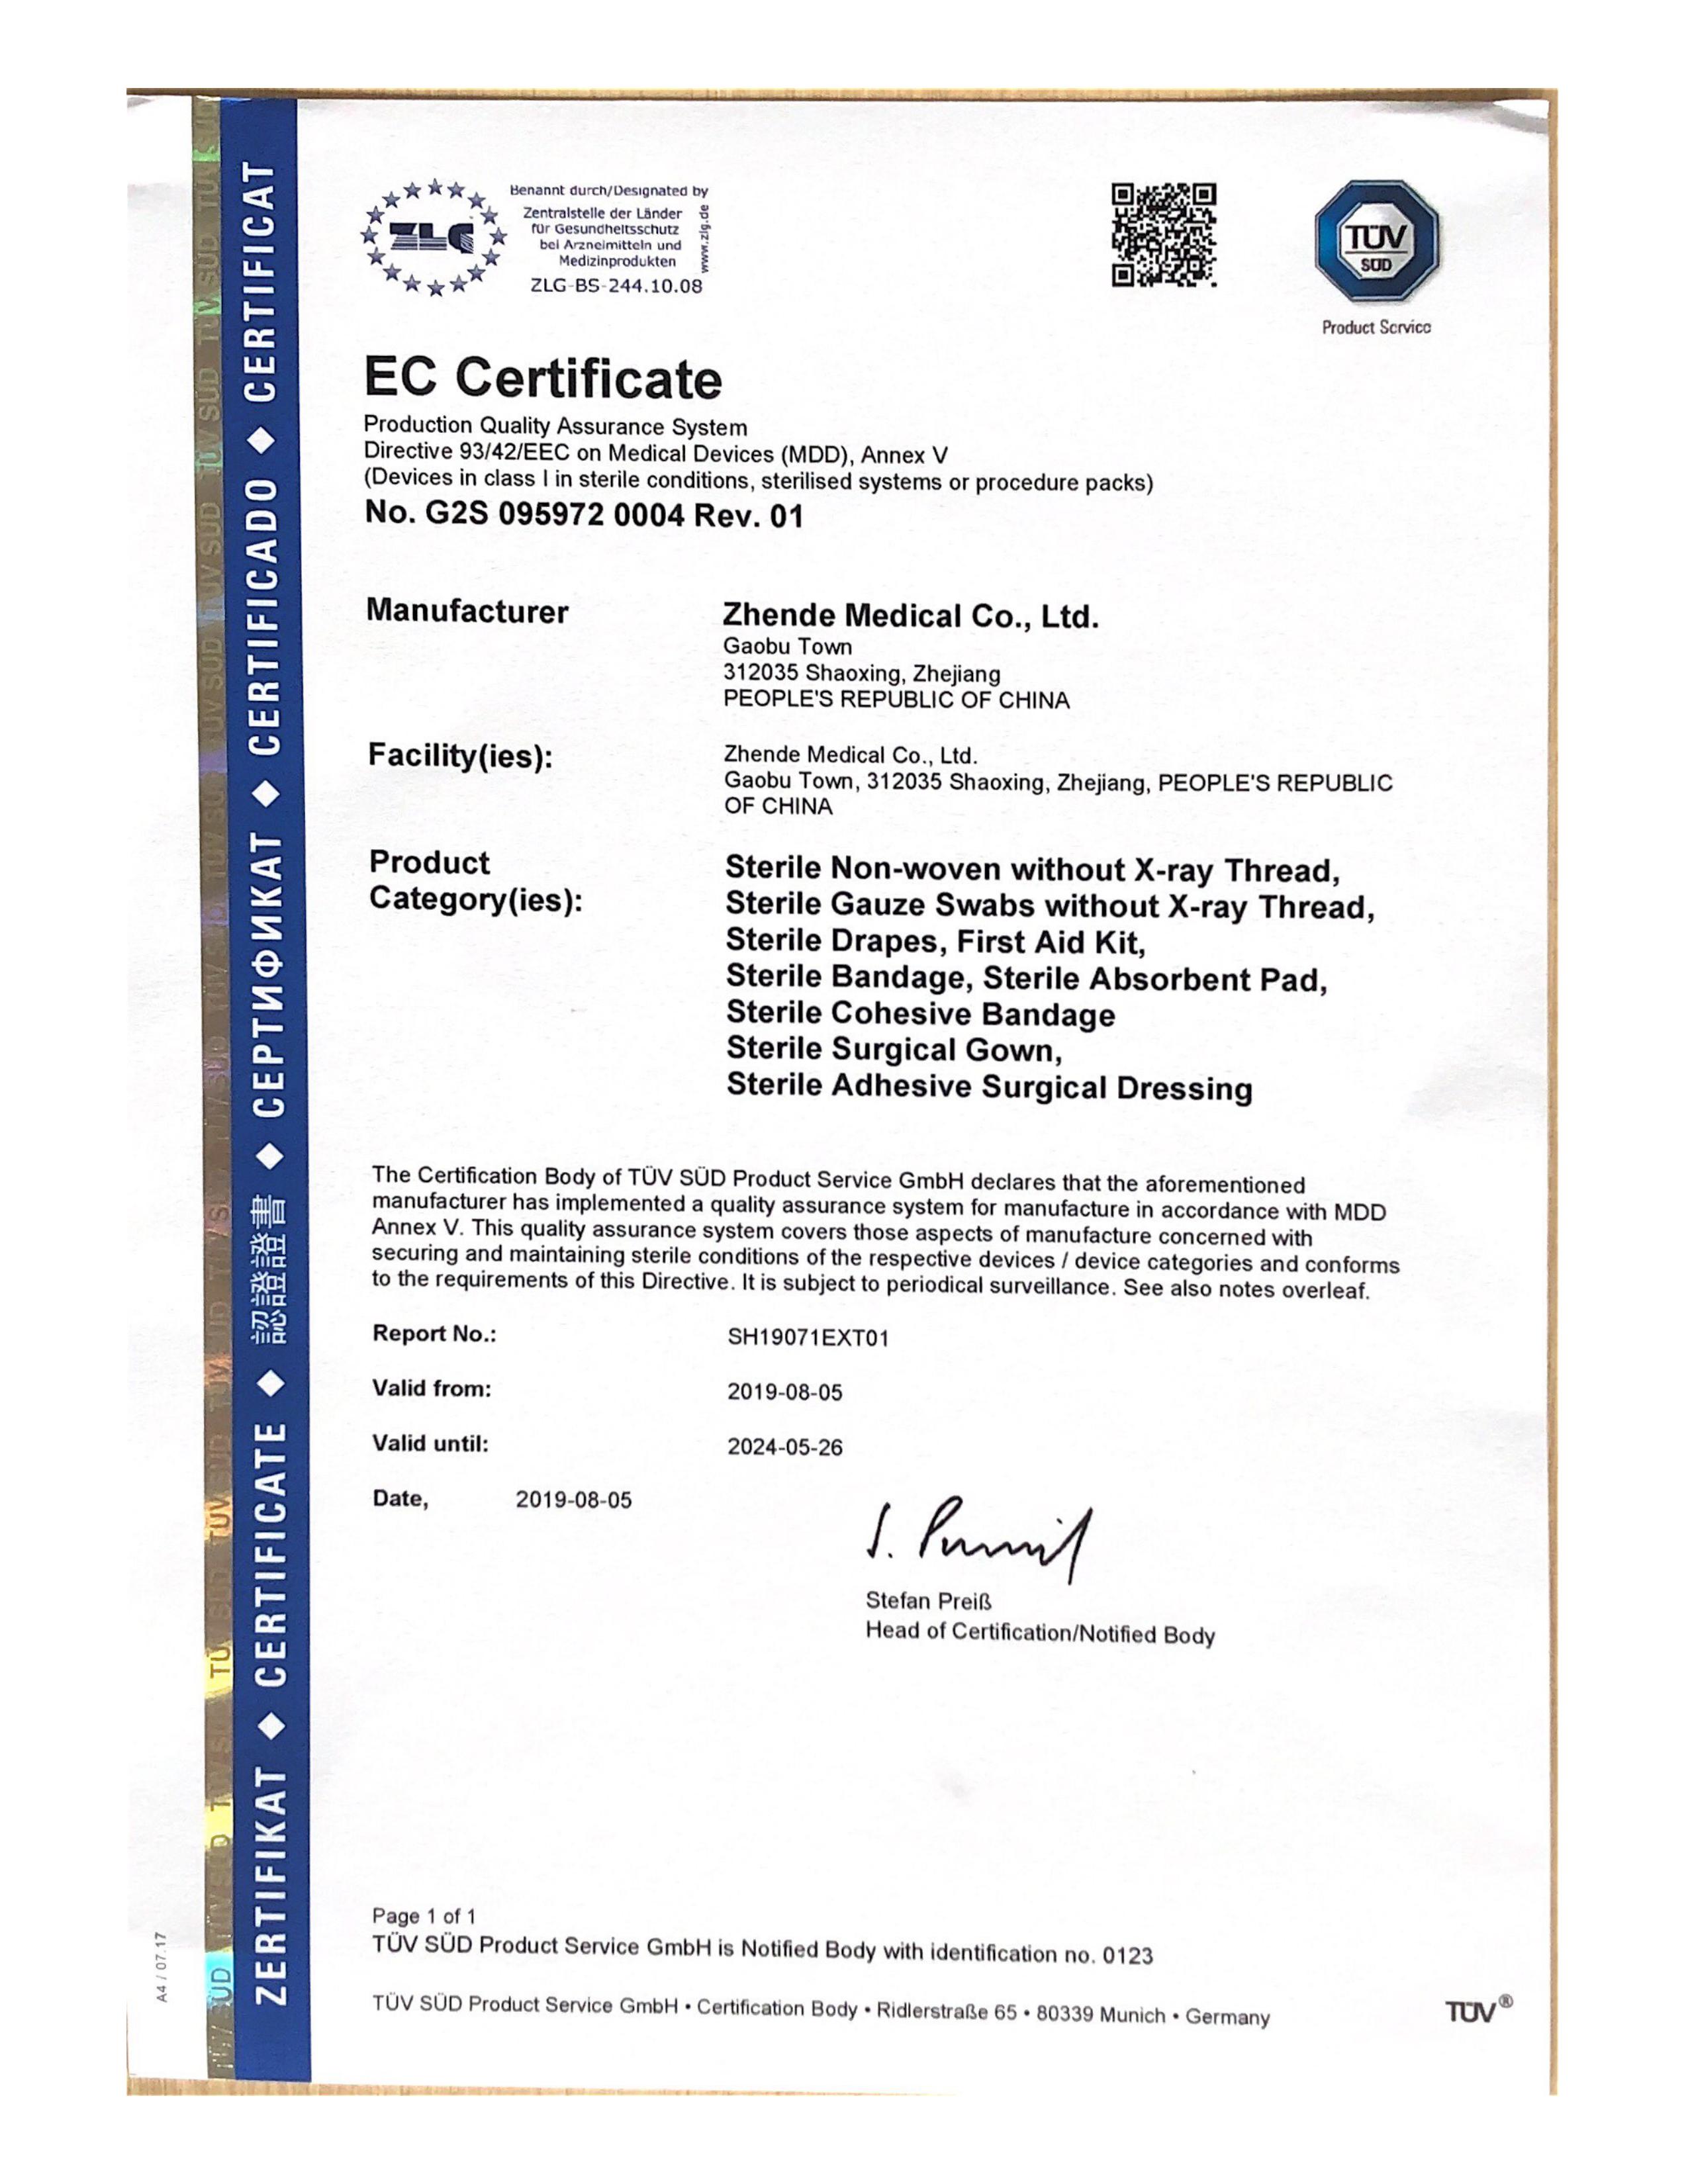 ZERTIFIKAT ◆ CERTIFICATE ◆ 認證證書 ◆ СЕРТИФИКАТ ◆ CERTIFICADO ◆ CERTIFICAT
ZLG
Benannt durch/Designated by
Zentralstelle der Länder
für Gesundheitsschutz
bei Arzneimitteln und
Medizinprodukten
ZLG-BS-244.10.08
www.zlg.de
TÜV
SÜD
Product Service
EC Certificate
Production Quality Assurance System
Directive 93/42/EEC on Medical Devices (MDD), Annex V
(Devices in class I in sterile conditions, sterilised systems or procedure packs)
No. G2S 095972 0004 Rev. 01
Manufacturer
Zhende Medical Co., Ltd.
Gaobu Town
312035 Shaoxing, Zhejiang
PEOPLE'S REPUBLIC OF CHINA
Facility(ies):
Zhende Medical Co., Ltd.
Gaobu Town, 312035 Shaoxing, Zhejiang, PEOPLE'S REPUBLIC
OF CHINA
Product
Category(ies):
Sterile Non-woven without X-ray Thread,
Sterile Gauze Swabs without X-ray Thread,
Sterile Drapes, First Aid Kit,
Sterile Bandage, Sterile Absorbent Pad,
Sterile Cohesive Bandage
Sterile Surgical Gown,
Sterile Adhesive Surgical Dressing
The Certification Body of TÜV SÜD Product Service GmbH declares that the aforementioned
manufacturer has implemented a quality assurance system for manufacture in accordance with MDD
Annex V. This quality assurance system covers those aspects of manufacture concerned with
securing and maintaining sterile conditions of the respective devices / device categories and conforms
to the requirements of this Directive. It is subject to periodical surveillance. See also notes overleaf.
Report No.: SH19071EXT01
Valid from: 2019-08-05
Valid until: 2024-05-26
Date, 2019-08-05
Stefan Preiß
Head of Certification/Notified Body
Page 1 of 1
TÜV SÜD Product Service GmbH is Notified Body with identification no. 0123
TÜV SÜD Product Service GmbH • Certification Body • Ridlerstraße 65 • 80339 Munich • Germany
TÜV®
A4 / 07.17